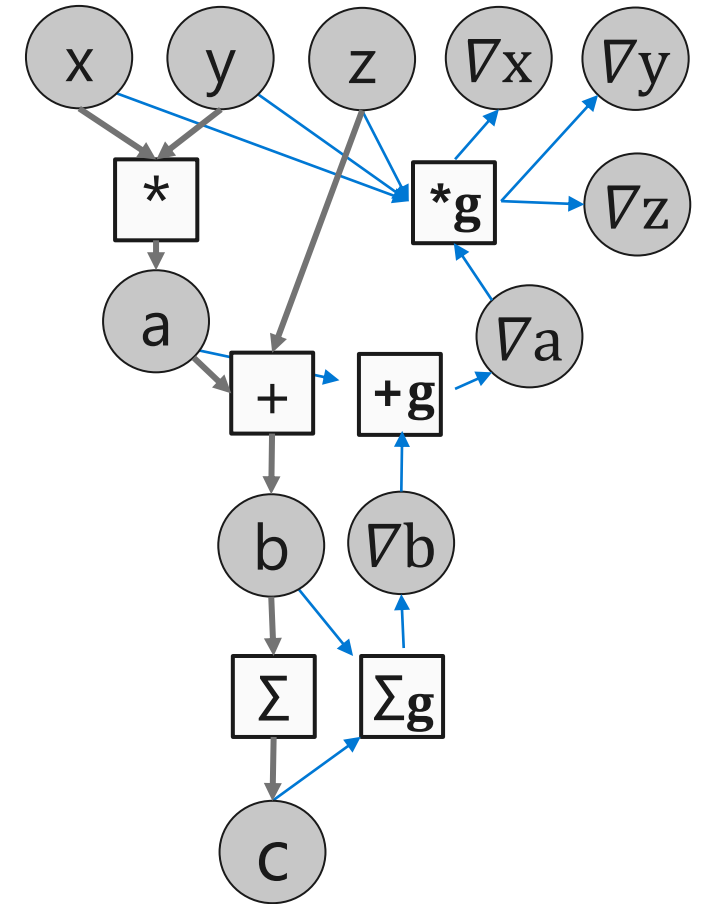 x y z ∇x ∇y
* *g ∇z
a ∇a
+ +g
b ∇b
Σ Σg
c